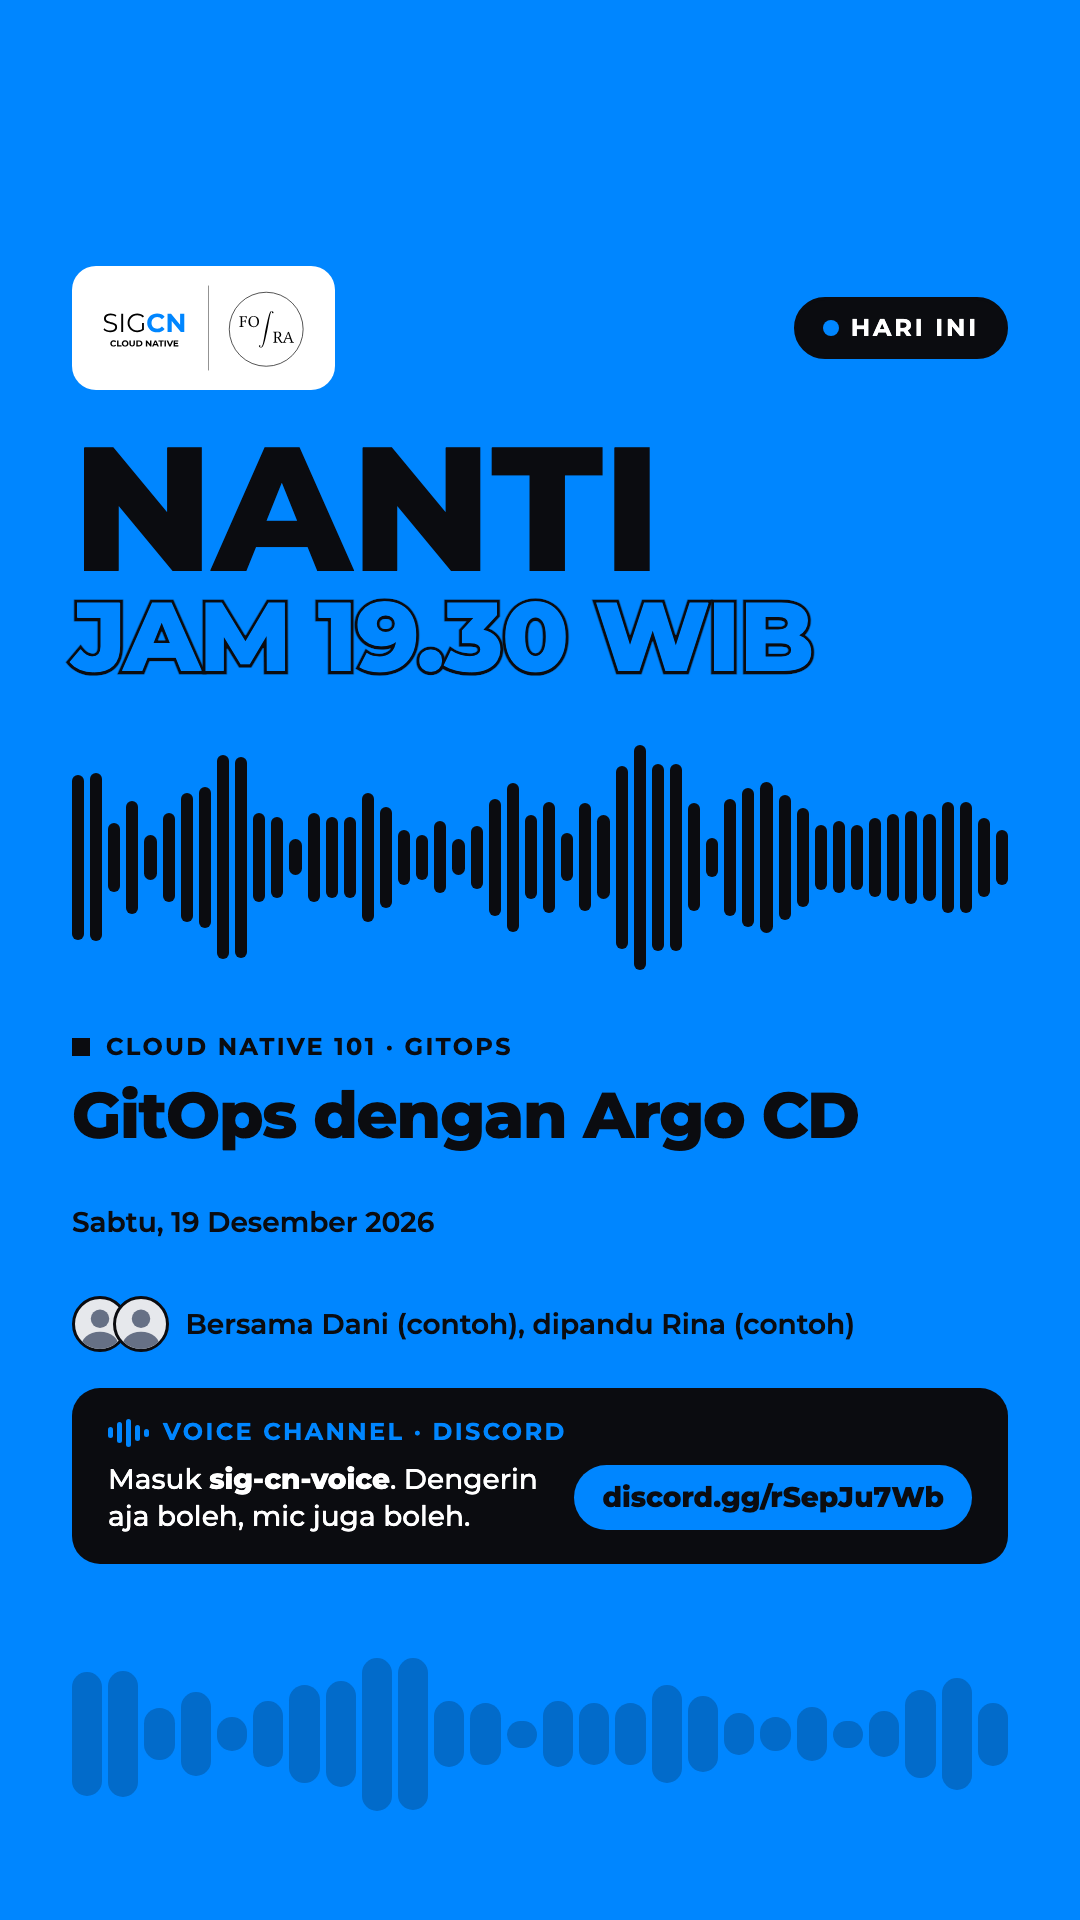 SIGCN
CLOUD NATIVE
FO
RA
HARI INI
NANTI
JAM 19.30 WIB
CLOUD NATIVE 101 · GITOPS
GitOps dengan Argo CD
Sabtu, 19 Desember 2026
Bersama Dani (contoh), dipandu Rina (contoh)
VOICE CHANNEL · DISCORD
Masuk sig-cn-voice. Dengerin
aja boleh, mic juga boleh.
discord.gg/rSepJu7Wb